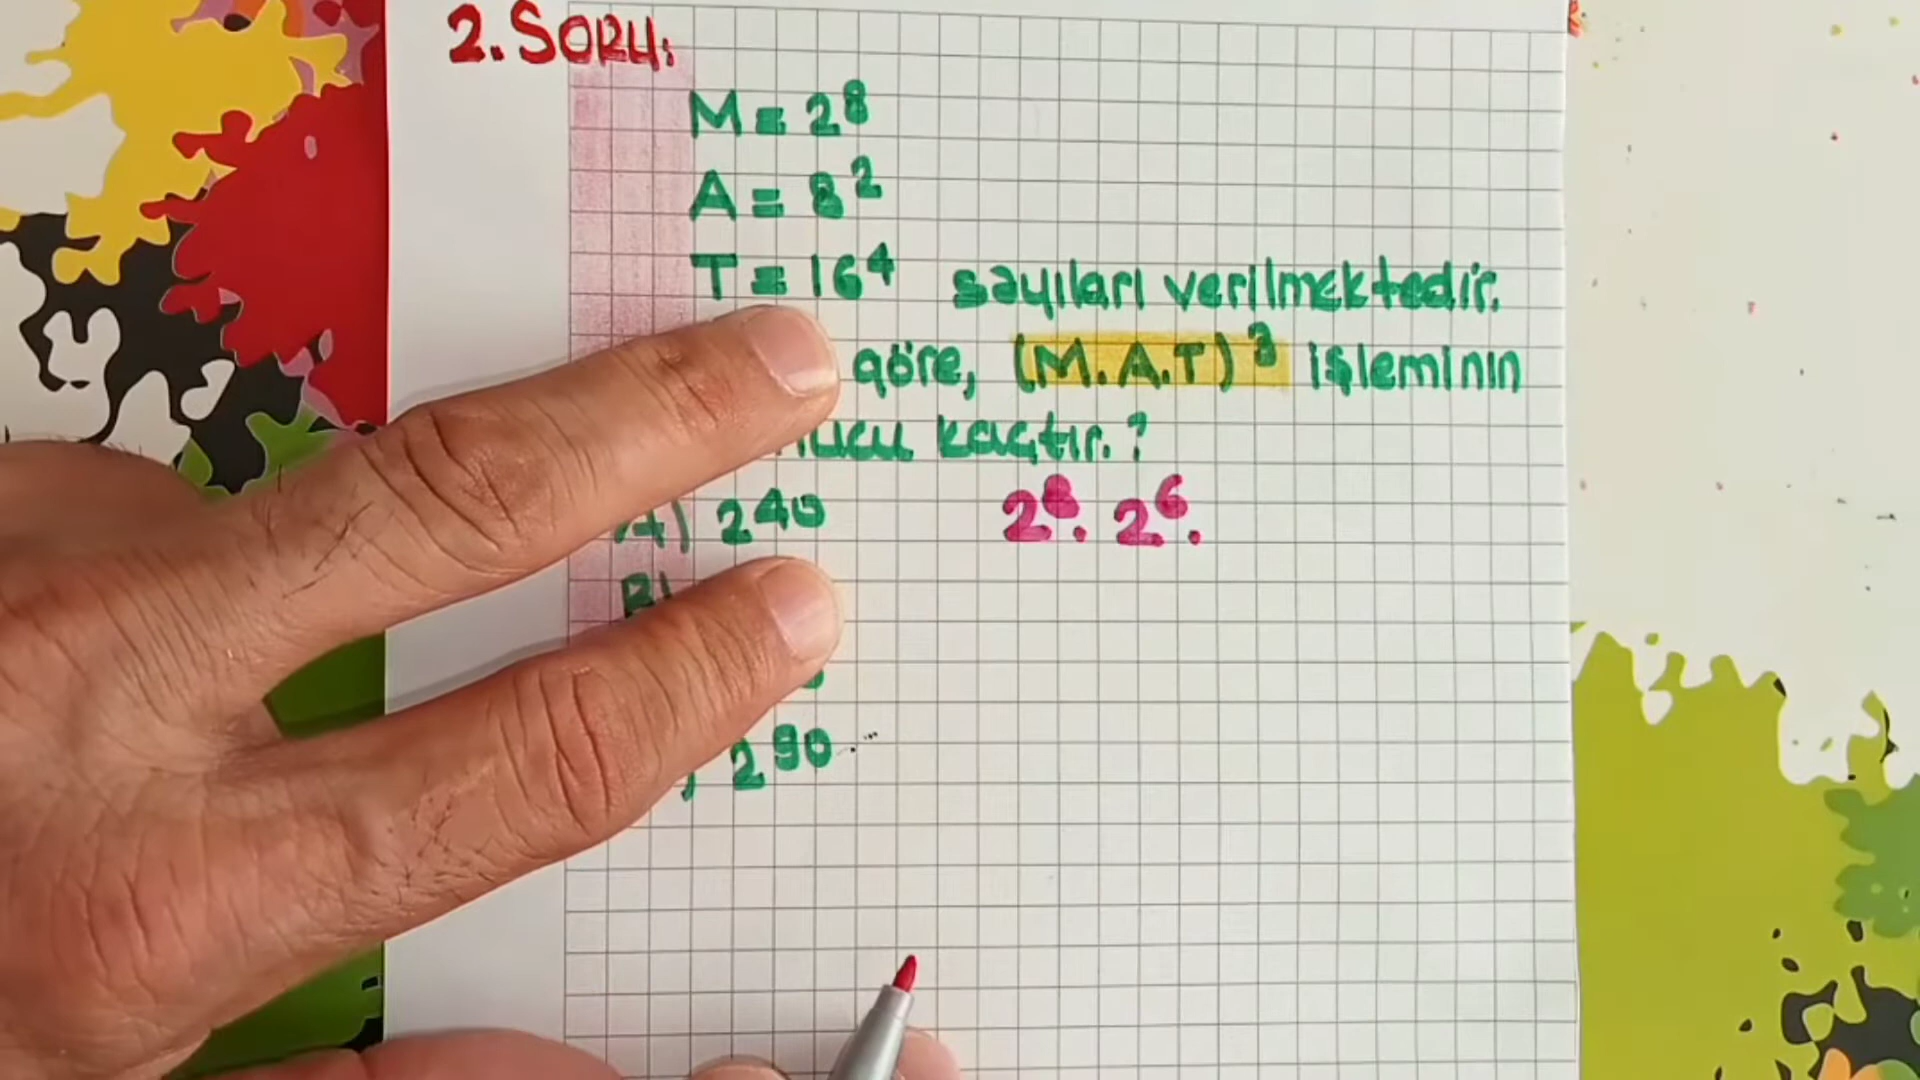 2. SORU:
M = 2⁸
A = 8²
T = 16⁴ sayıları verilmektedir.
göre, (M.A.T)³ işleminin
kaçtır.?
A) 2⁴⁰ 2⁸. 2⁶.
B)
2⁹⁰